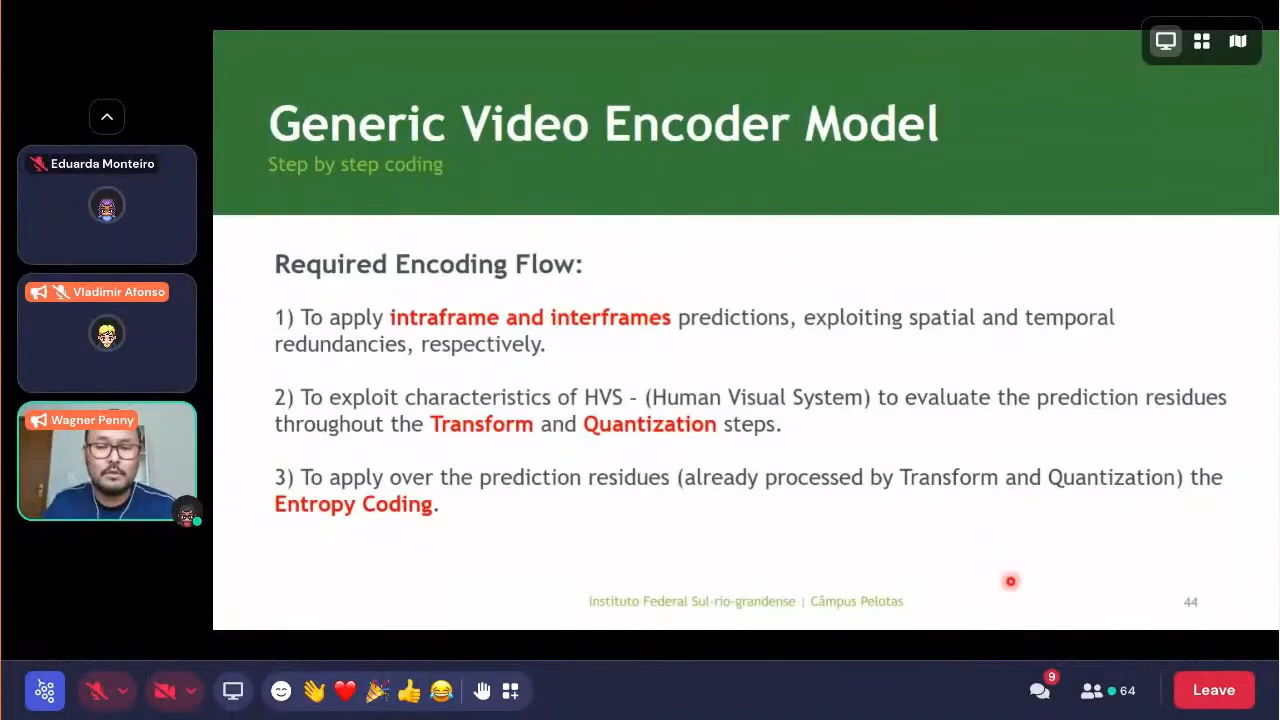 Generic Video Encoder Model
Step by step coding
Eduarda Monteiro
Vladimir Afonso
Wagner Penny
Required Encoding Flow:
1) To apply intraframe and interframes predictions, exploiting spatial and temporal
redundancies, respectively.
2) To exploit characteristics of HVS - (Human Visual System) to evaluate the prediction residues
throughout the Transform and Quantization steps.
3) To apply over the prediction residues (already processed by Transform and Quantization) the
Entropy Coding.
Instituto Federal Sul-rio-grandense | Câmpus Pelotas
44
9
64
Leave